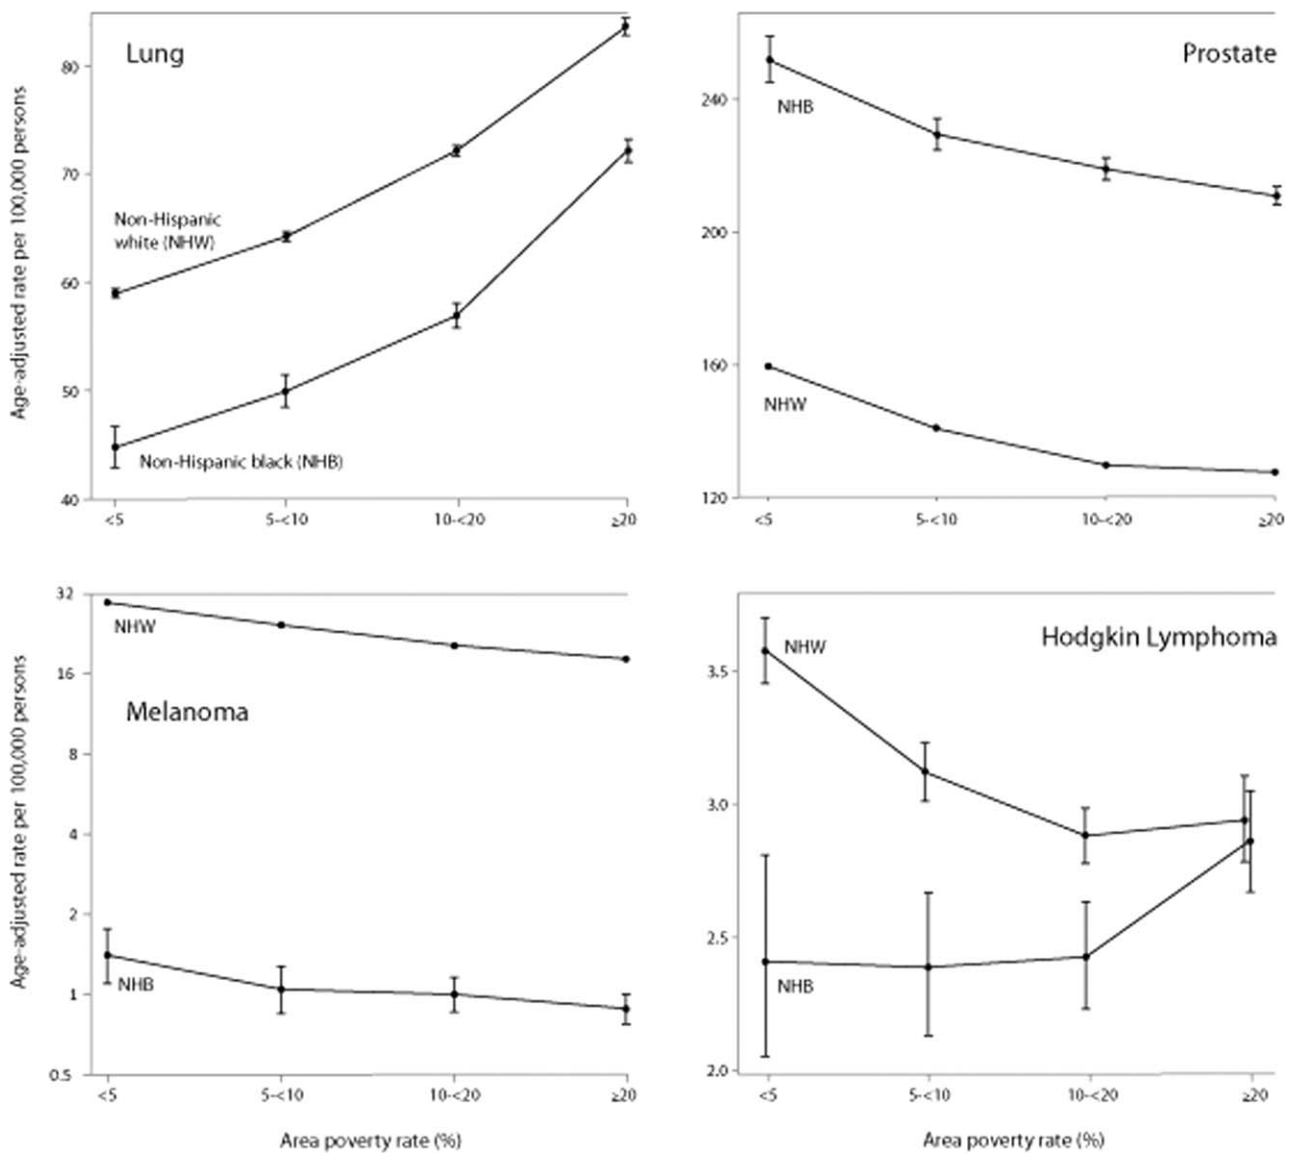 Age-adjusted rate per 100,000 persons
Lung
80
70
60
50
40
Non-Hispanic
white (NHW)
Non-Hispanic black (NHB)
<5
5-<10
10-<20
≥20
Prostate
240
200
160
120
NHB
NHW
<5
5-<10
10-<20
≥20
Age-adjusted rate per 100,000 persons
Melanoma
32
16
8
4
2
1
0.5
NHW
NHB
<5
5-<10
10-<20
≥20
Area poverty rate (%)
Hodgkin Lymphoma
3.5
3.0
2.5
2.0
NHW
NHB
<5
5-<10
10-<20
≥20
Area poverty rate (%)